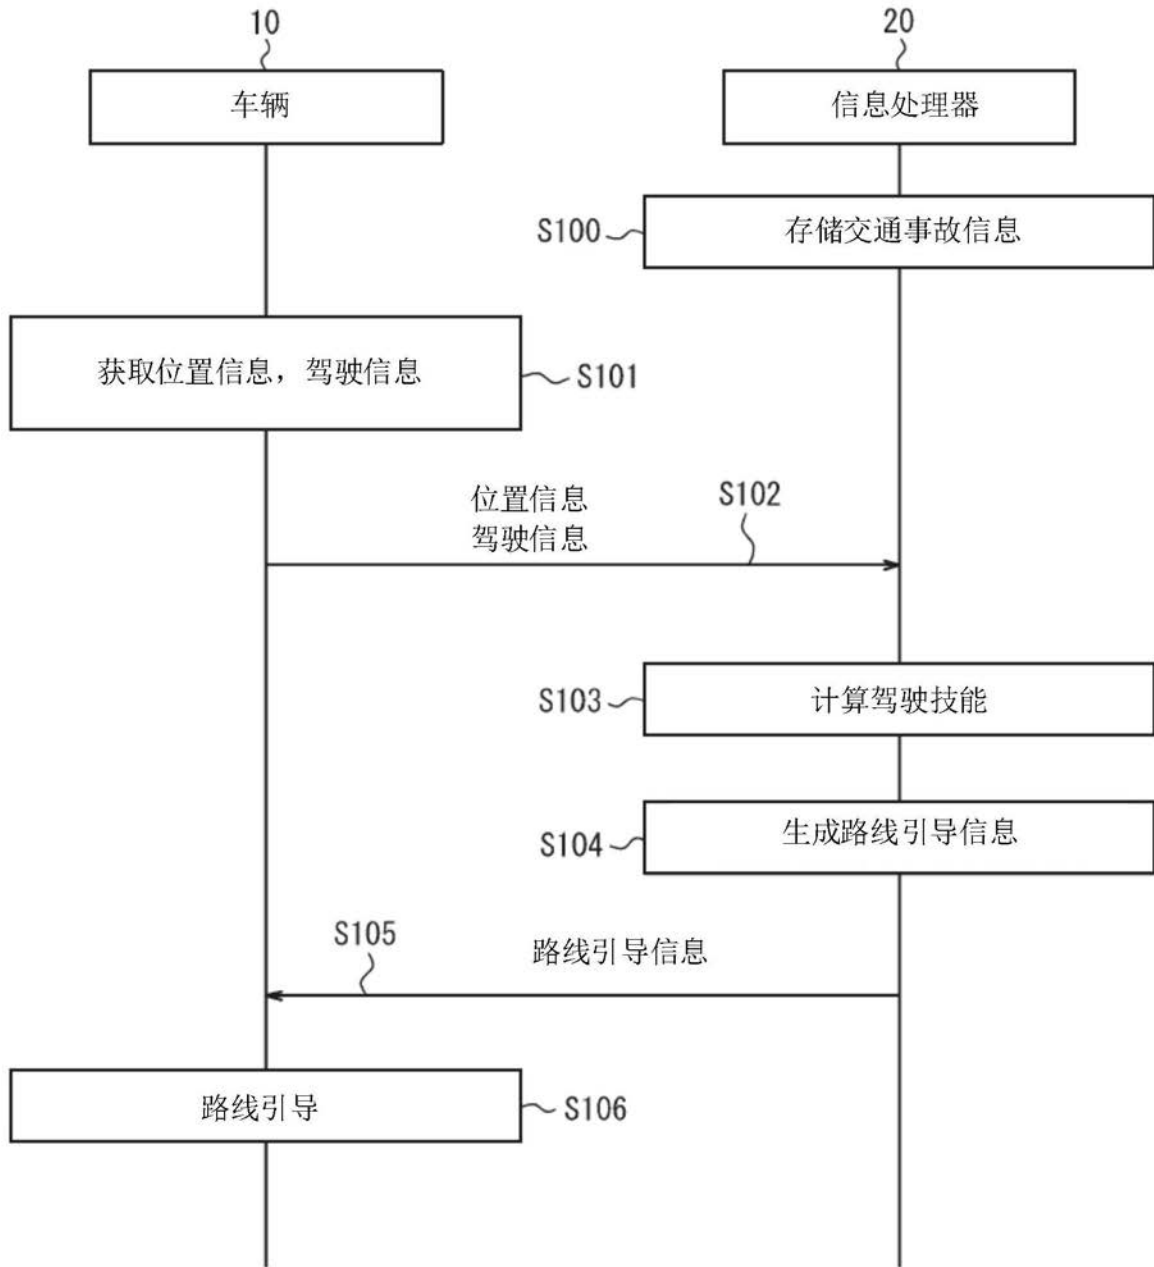 10
20
车辆
信息处理器
S100
存储交通事故信息
获取位置信息，驾驶信息
S101
位置信息
驾驶信息
S102
S103
计算驾驶技能
S104
生成路线引导信息
S105
路线引导信息
路线引导
S106